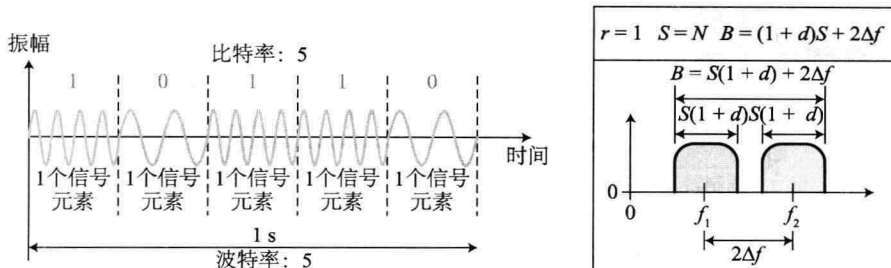 振幅
比特率：5
1 0 1 1 0
时间
1个信号元素 1个信号元素 1个信号元素 1个信号元素 1个信号元素
1 s
波特率：5
r = 1 S = N B = (1 + d)S + 2Δf
B = S(1 + d) + 2Δf
S(1 + d) S(1 + d)
0
0 f₁ f₂
2Δf